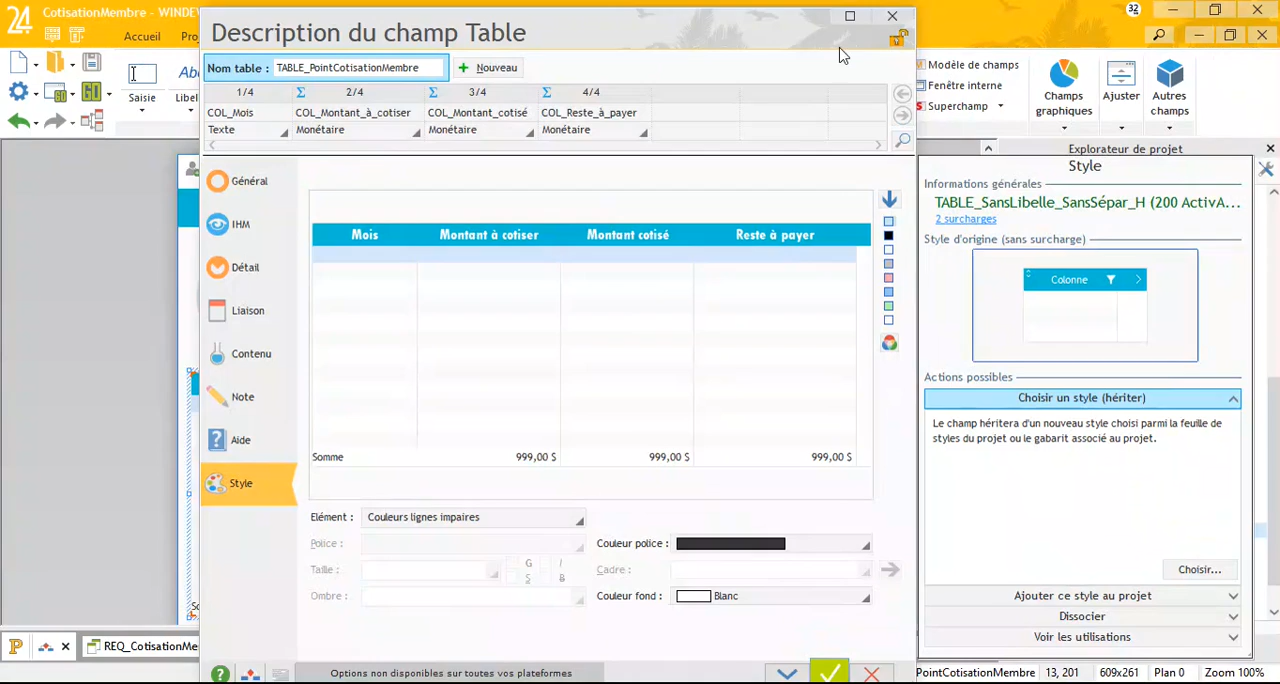 24
CotisationMembre - WINDEV
32
Accueil
Pro
Description du champ Table
Nom table :
TABLE_PointCotisationMembre
Nouveau
1/4
Σ
2/4
Σ
3/4
Σ
4/4
COL_Mois
COL_Montant_à_cotiser
COL_Montant_cotisé
COL_Reste_à_payer
Texte
Monétaire
Monétaire
Monétaire
Saisie
Libel
GO
GO
Modèle de champs
Fenêtre interne
Superchamp
Champs
graphiques
Ajuster
Autres
champs
Explorateur de projet
Général
IHM
Détail
Liaison
Contenu
Note
Aide
Style
Mois
Montant à cotiser
Montant cotisé
Reste à payer
Somme
999,00 $
999,00 $
999,00 $
Elément :
Couleurs lignes impaires
Police :
Taille :
G
I
S
B
Ombre :
Couleur police :
Cadre :
Couleur fond :
Blanc
Options non disponibles sur toutes vos plateformes
Style
Informations générales
TABLE_SansLibelle_SansSépar_H (200 ActivA...
2 surcharges
Style d'origine (sans surcharge)
Colonne
Actions possibles
Choisir un style (hériter)
Le champ héritera d'un nouveau style choisi parmi la feuille de
styles du projet ou le gabarit associé au projet.
Choisir...
Ajouter ce style au projet
Dissocier
Voir les utilisations
REQ_CotisationMe
PointCotisationMembre
13, 201
609x261
Plan 0
Zoom 100%